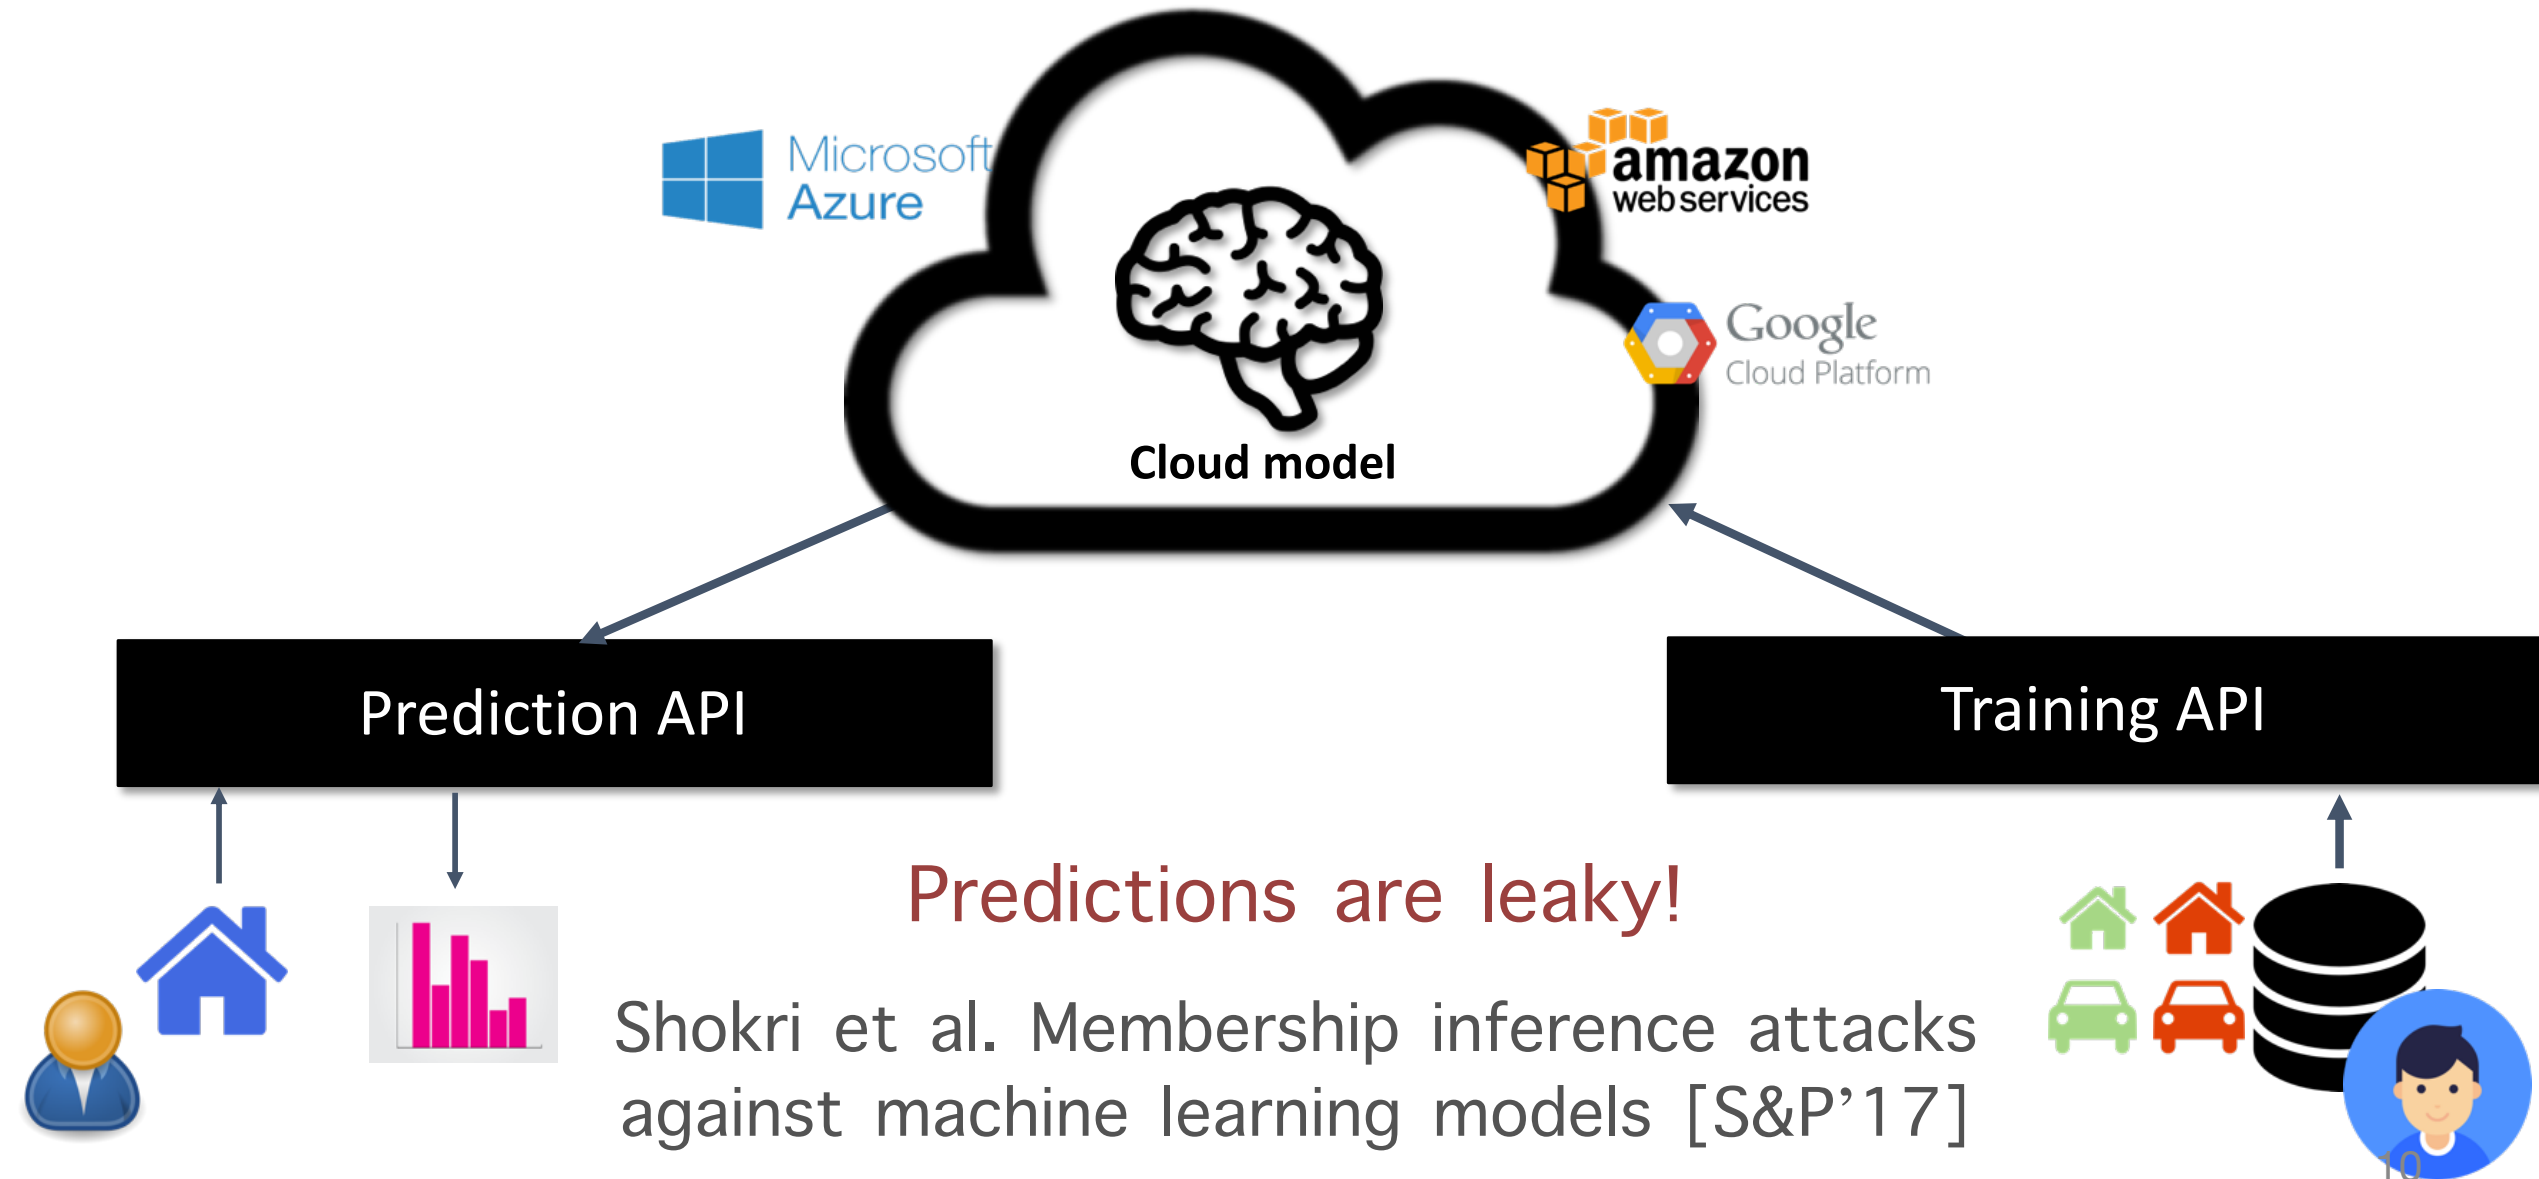 Microsoft
Azure
amazon
web services
Google
Cloud Platform
Cloud model
Prediction API
Training API
Predictions are leaky!
Shokri et al. Membership inference attacks
against machine learning models [S&P’17]
10